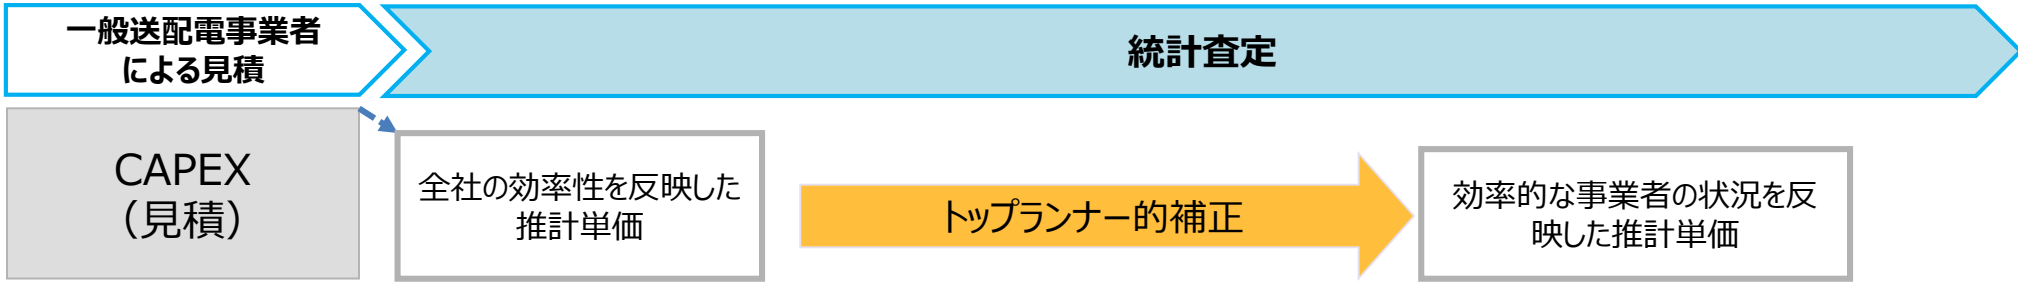 一般送配電事業者
による見積
統計査定
CAPEX
（見積）
全社の効率性を反映した
推計単価
トップランナー的補正
効率的な事業者の状況を反
映した推計単価